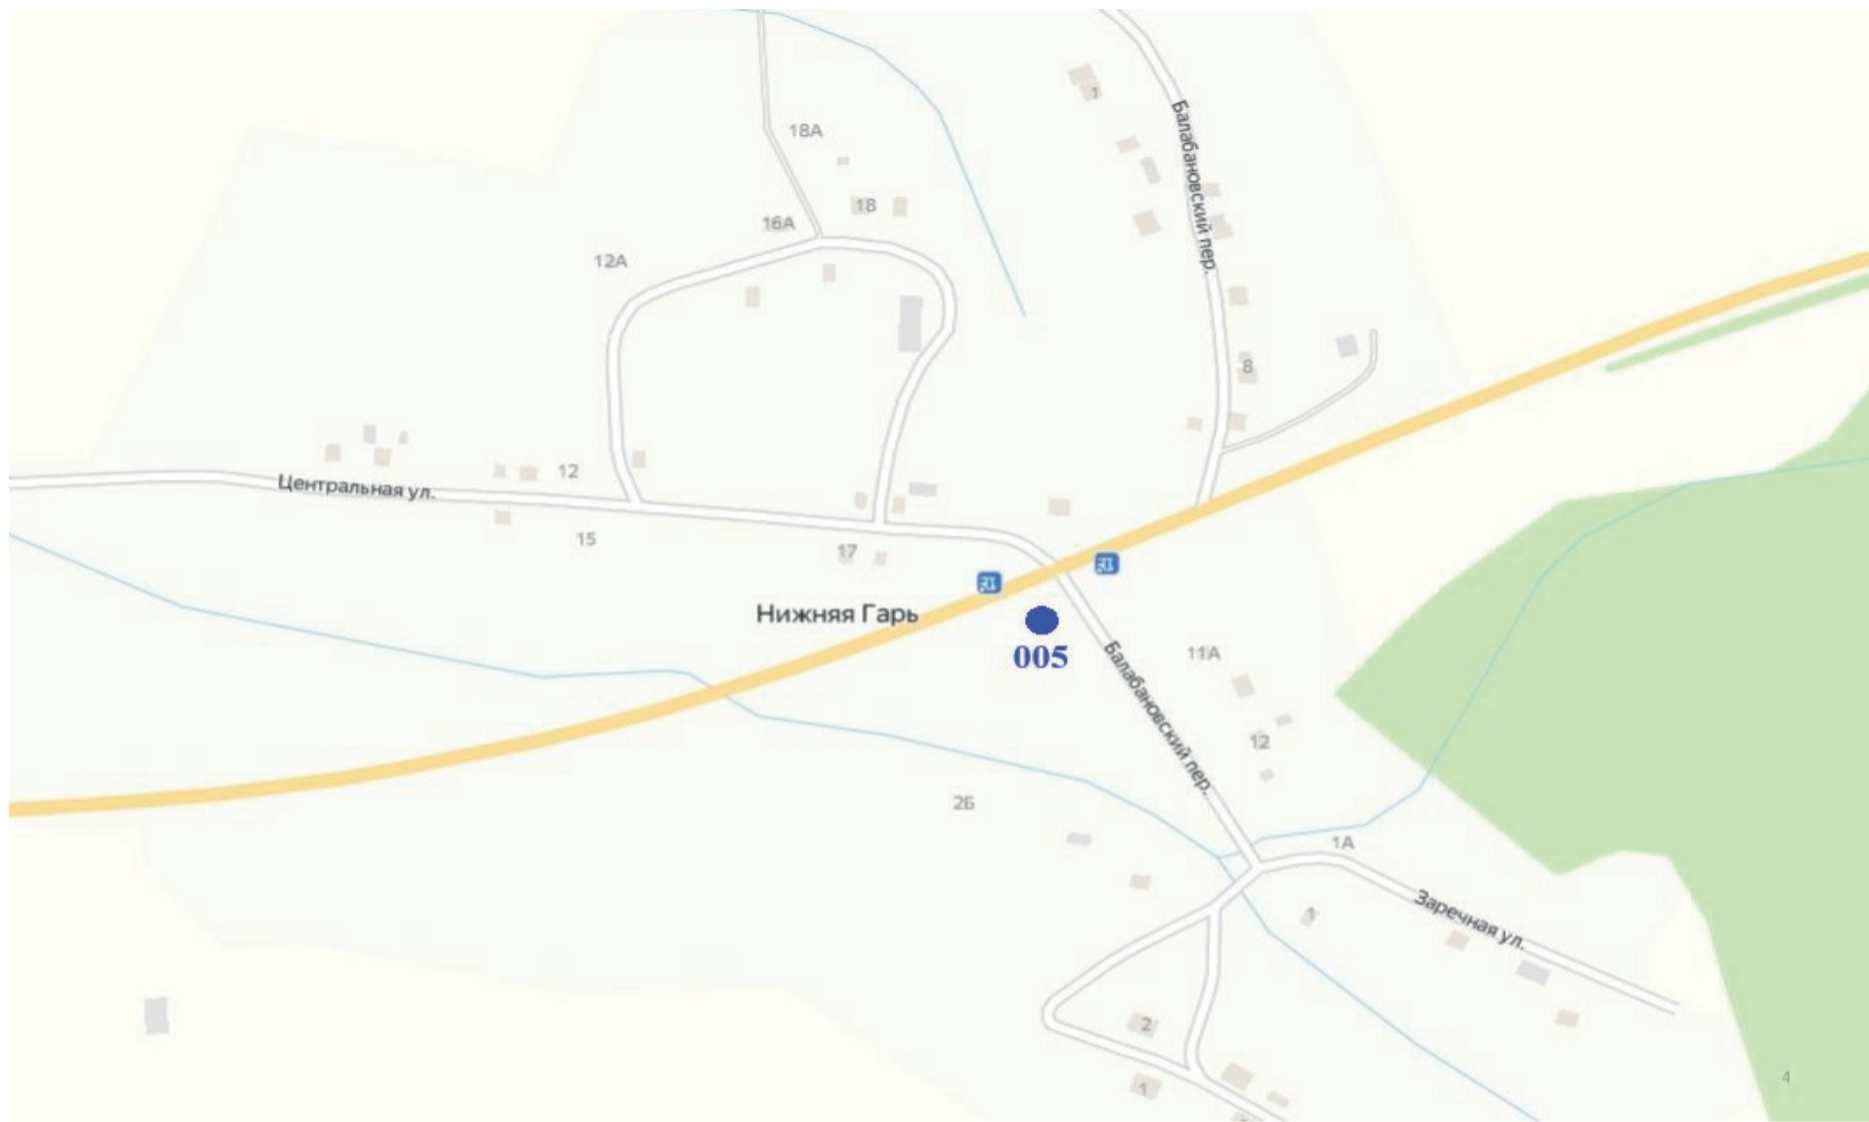 1
Балабановский пер.
18А
18
16А
12А
8
12
Центральная ул.
15
17
Нижняя Гарь
005
11А
Балабановский пер.
12
2Б
1А
Заречная ул.
1
2
1
4